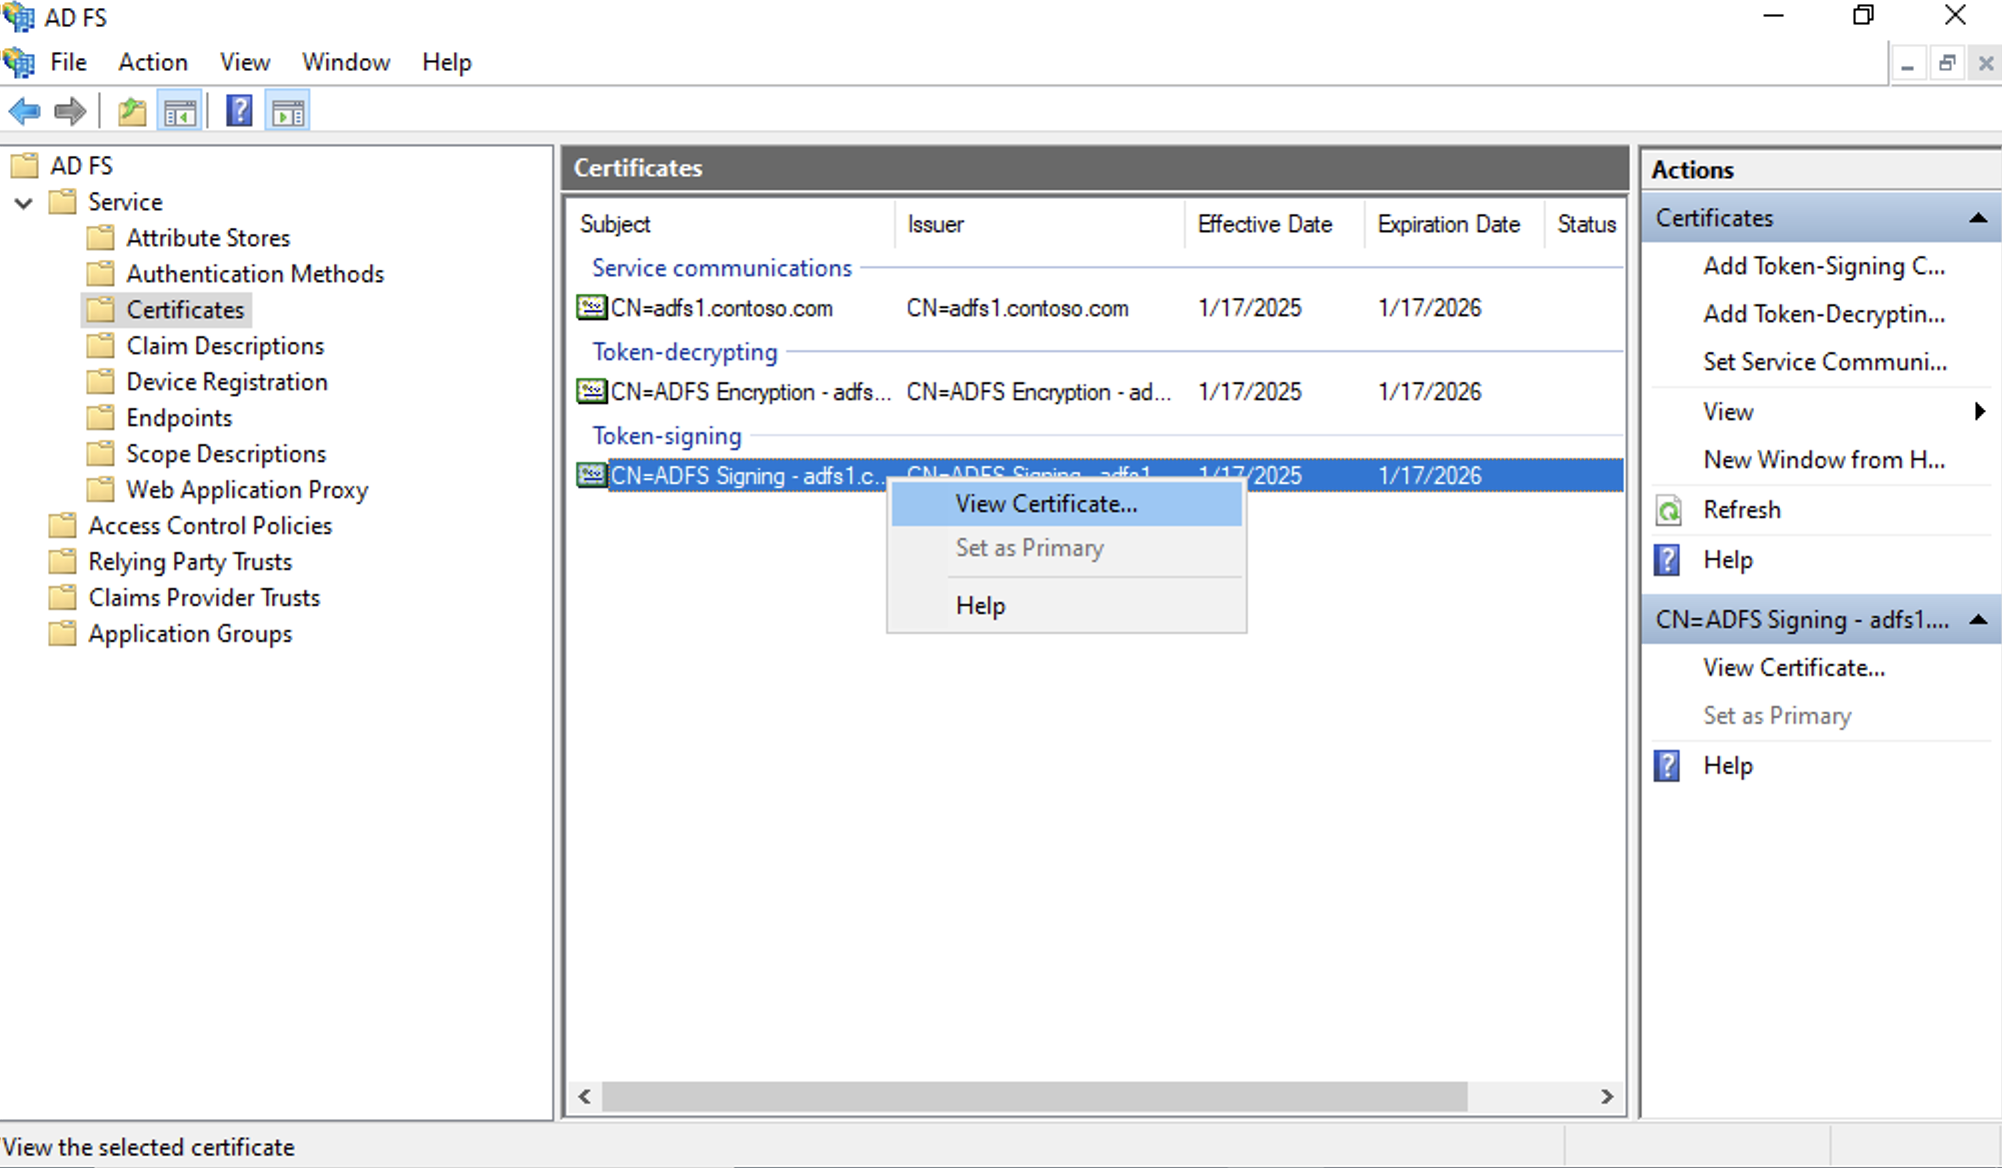 AD FS
File Action View Window Help
AD FS
Service
Attribute Stores
Authentication Methods
Certificates
Claim Descriptions
Device Registration
Endpoints
Scope Descriptions
Web Application Proxy
Access Control Policies
Relying Party Trusts
Claims Provider Trusts
Application Groups
Certificates
Subject Issuer Effective Date Expiration Date Status
Service communications
CN=adfs1.contoso.com CN=adfs1.contoso.com 1/17/2025 1/17/2026
Token-decrypting
CN=ADFS Encryption - adfs... CN=ADFS Encryption - ad... 1/17/2025 1/17/2026
Token-signing
CN=ADFS Signing - adfs1.c... CN=ADFS Signing - adfs1 1/17/2025 1/17/2026
View Certificate...
Set as Primary
Help
Actions
Certificates
Add Token-Signing C...
Add Token-Decryptin...
Set Service Communi...
View
New Window from H...
Refresh
Help
CN=ADFS Signing - adfs1....
View Certificate...
Set as Primary
Help
View the selected certificate